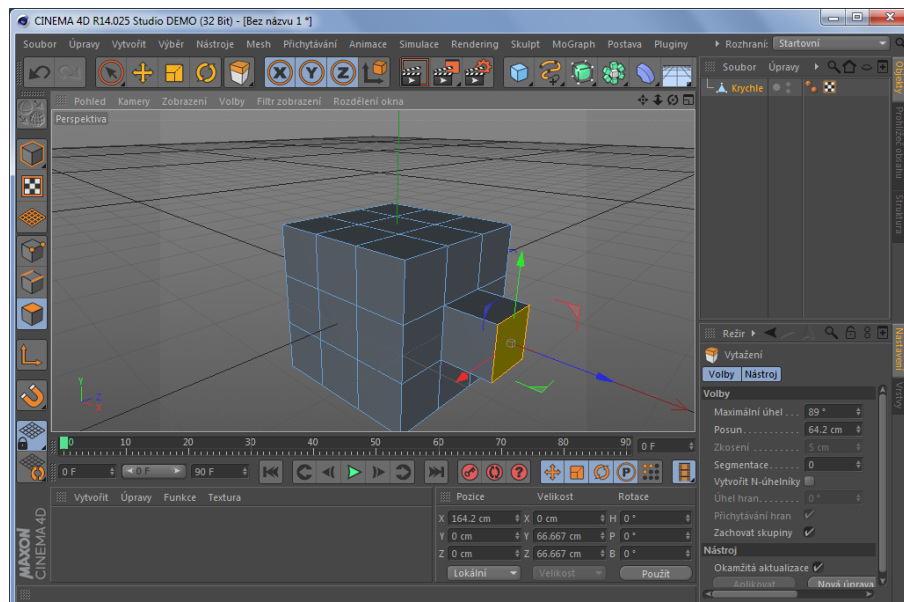 CINEMA 4D R14.025 Studio DEMO (32 Bit) - [Bez názvu 1 *]
Soubor Úpravy Vytvořit Výběr Nástroje Mesh Přichytávání Animace Simulace Rendering Skulpt MoGraph Postava Pluginy Rozhraní: Startovní
X Y Z
Soubor Úpravy
Objekty
Krychle
Prohlížeč obsahu
Struktura
Pohled Kamery Zobrazení Volby Filtr zobrazení Rozdělení okna
Perspektiva
Y
Z
X
Režir
Nastavení
Vrstvy
Vytažení
Volby Nástroj
Volby
Maximální úhel . . . 89 °
Posun. . . . . . . . . . 64.2 cm
Zkosení . . . . . . . . . 5 cm
Segmentace. . . . . . 0
Vytvořit N-úhelníky
Úhel hran. . . . . . . . 0 °
Přichytávání hran
Zachovat skupiny
Nástroj
Okamžitá aktualizace
Aplikovat Nová úprava
0 10 20 30 40 50 60 70 80 90 0 F
0 F 0 F 90 F
P
Vytvořit Úpravy Funkce Textura
Pozice Velikost Rotace
X 164.2 cm X 0 cm H 0 °
Y 0 cm Y 66.667 cm P 0 °
Z 0 cm Z 66.667 cm B 0 °
Lokální Velikost Použít
MAXON
CINEMA 4D